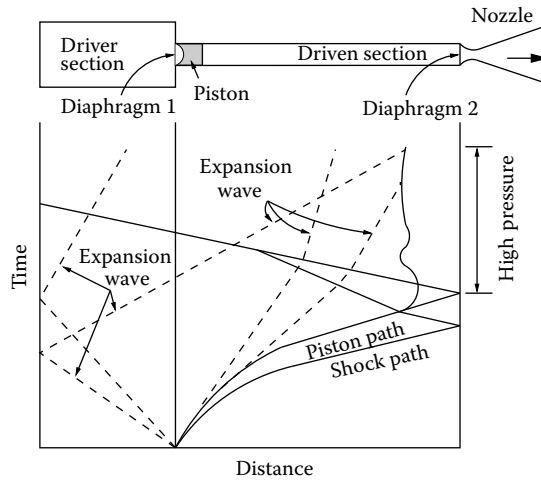 Nozzle
Driver
section
Driven section
Diaphragm 1
Piston
Diaphragm 2
Expansion
wave
High pressure
Expansion
wave
Time
Piston path
Shock path
Distance